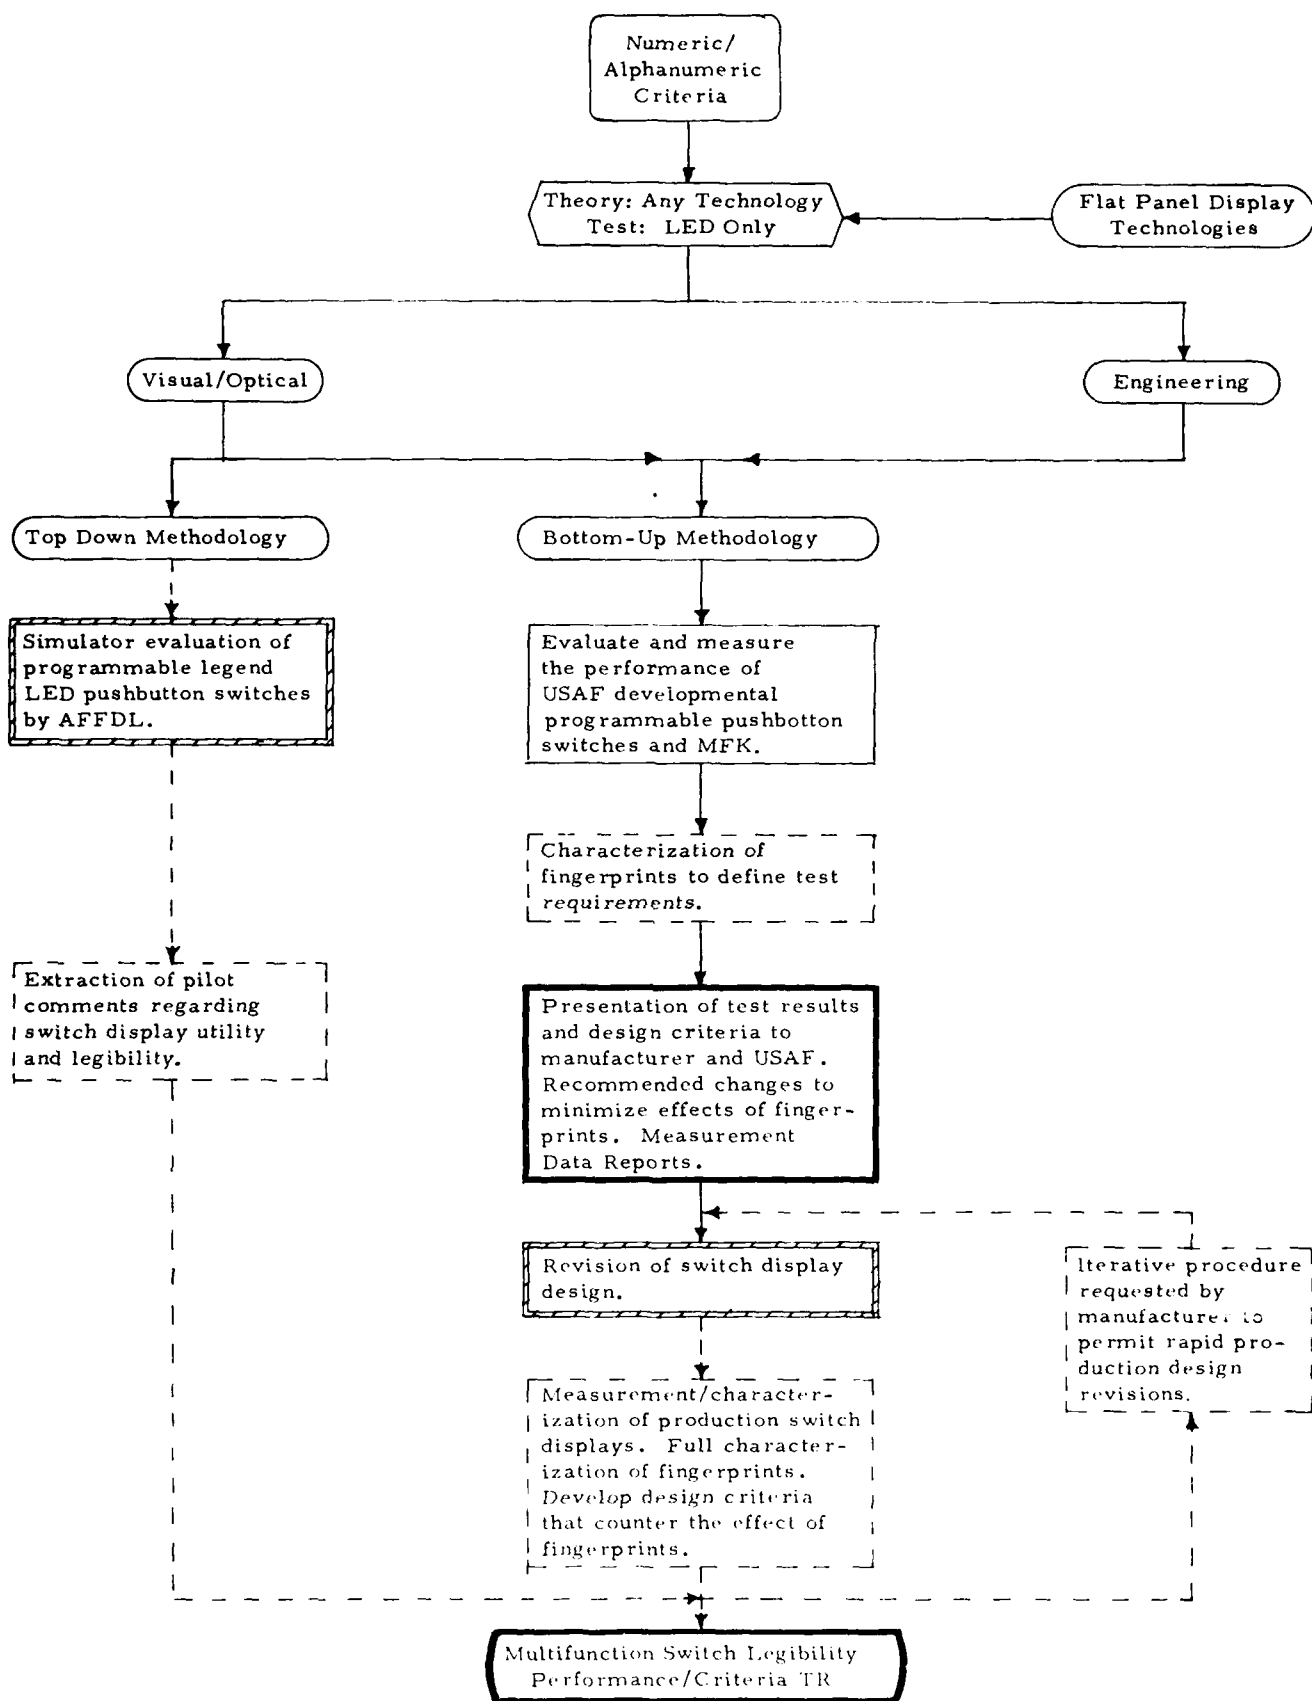 Numeric/
Alphanumeric
Criteria
Theory: Any Technology
Test: LED Only
Flat Panel Display
Technologies
Visual/Optical
Engineering
Top Down Methodology
Bottom-Up Methodology
Simulator evaluation of
programmable legend
LED pushbutton switches
by AFFDL.
Evaluate and measure
the performance of
USAF developmental
programmable pushbotton
switches and MFK.
Characterization of
fingerprints to define test
requirements.
Extraction of pilot
comments regarding
switch display utility
and legibility.
Presentation of test results
and design criteria to
manufacturer and USAF.
Recommended changes to
minimize effects of finger-
prints. Measurement
Data Reports.
Revision of switch display
design.
Iterative procedure
requested by
manufacturer to
permit rapid pro-
duction design
revisions.
Measurement/character-
ization of production switch
displays. Full character-
ization of fingerprints.
Develop design criteria
that counter the effect of
fingerprints.
Multifunction Switch Legibility
Performance/Criteria TR